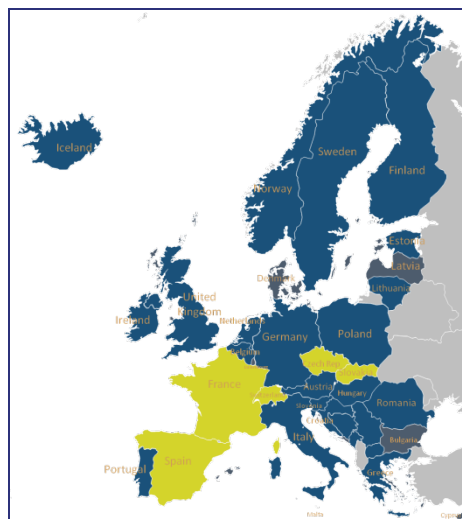 Iceland
Sweden
Finland
Norway
Estonia
Latvia
Denmark
Lithuania
United
Kingdom
Ireland
Netherlands
Poland
Germany
Belgium
Czech Rep
Slovakia
France
Austria
Hungary
Switzerland
Romania
Slovenia
Croatia
Italy
Bulgaria
Portugal
Spain
Greece
Malta
Cyprus